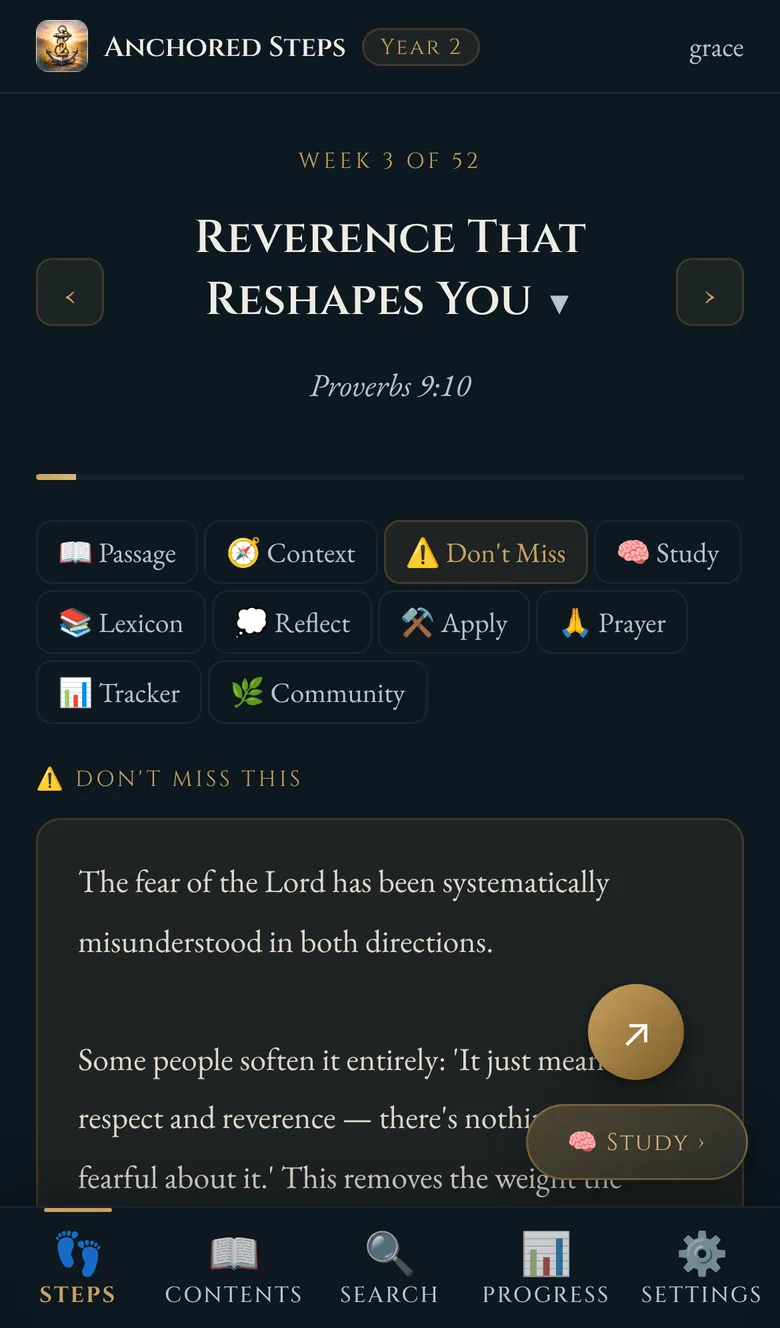 Anchored Steps
Year 2
grace
WEEK 3 OF 52
Reverence That
Reshapes You ▼
‹
›
Proverbs 9:10
📖 Passage
🧭 Context
⚠️ Don't Miss
🧠 Study
📚 Lexicon
💭 Reflect
⚒️ Apply
🙏 Prayer
📊 Tracker
🌿 Community
⚠️ DON'T MISS THIS
The fear of the Lord has been systematically
misunderstood in both directions.
Some people soften it entirely: 'It just
respect and reverence — there's
fearful about it.' This removes the weight the
↗
🧠 Study ›
STEPS
CONTENTS
SEARCH
PROGRESS
SETTINGS